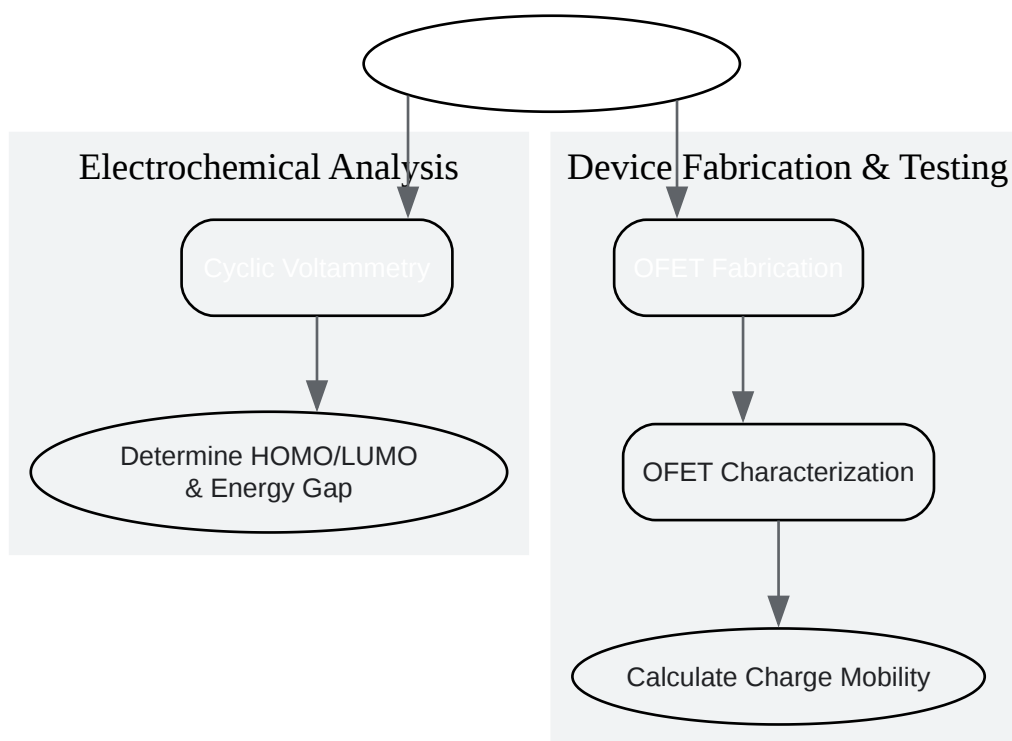 Electrochemical Analysis
Cyclic Voltammetry
Determine HOMO/LUMO
& Energy Gap
Device Fabrication & Testing
OFET Fabrication
OFET Characterization
Calculate Charge Mobility